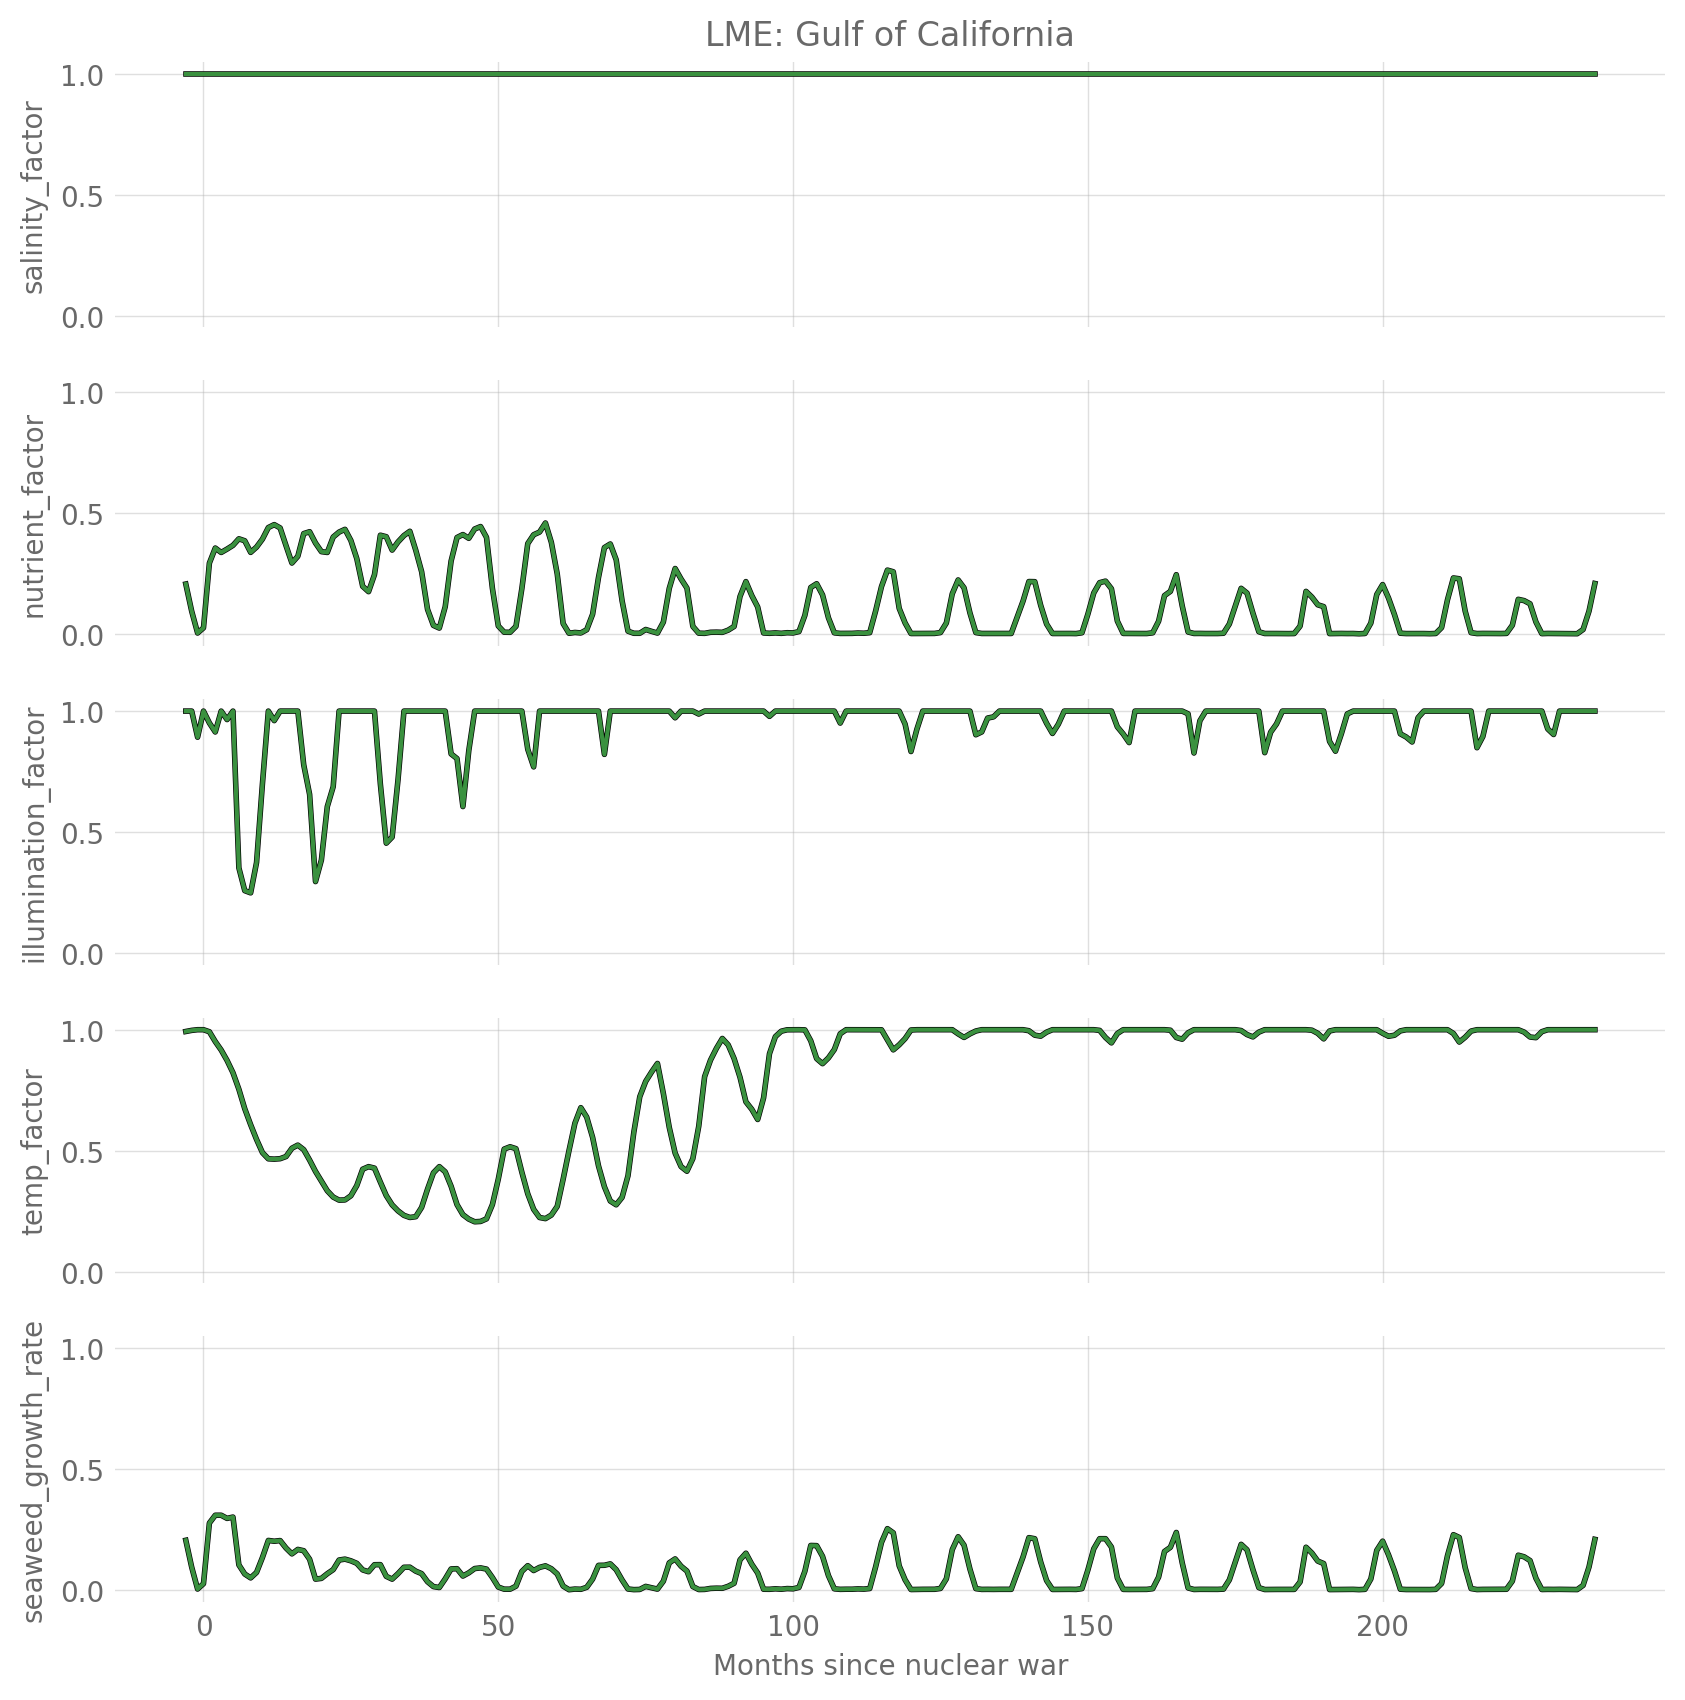 LME: Gulf of California
salinity_factor
1.0
0.5
0.0
nutrient_factor
1.0
0.5
0.0
illumination_factor
1.0
0.5
0.0
temp_factor
1.0
0.5
0.0
seaweed_growth_rate
1.0
0.5
0.0
0 50 100 150 200
Months since nuclear war